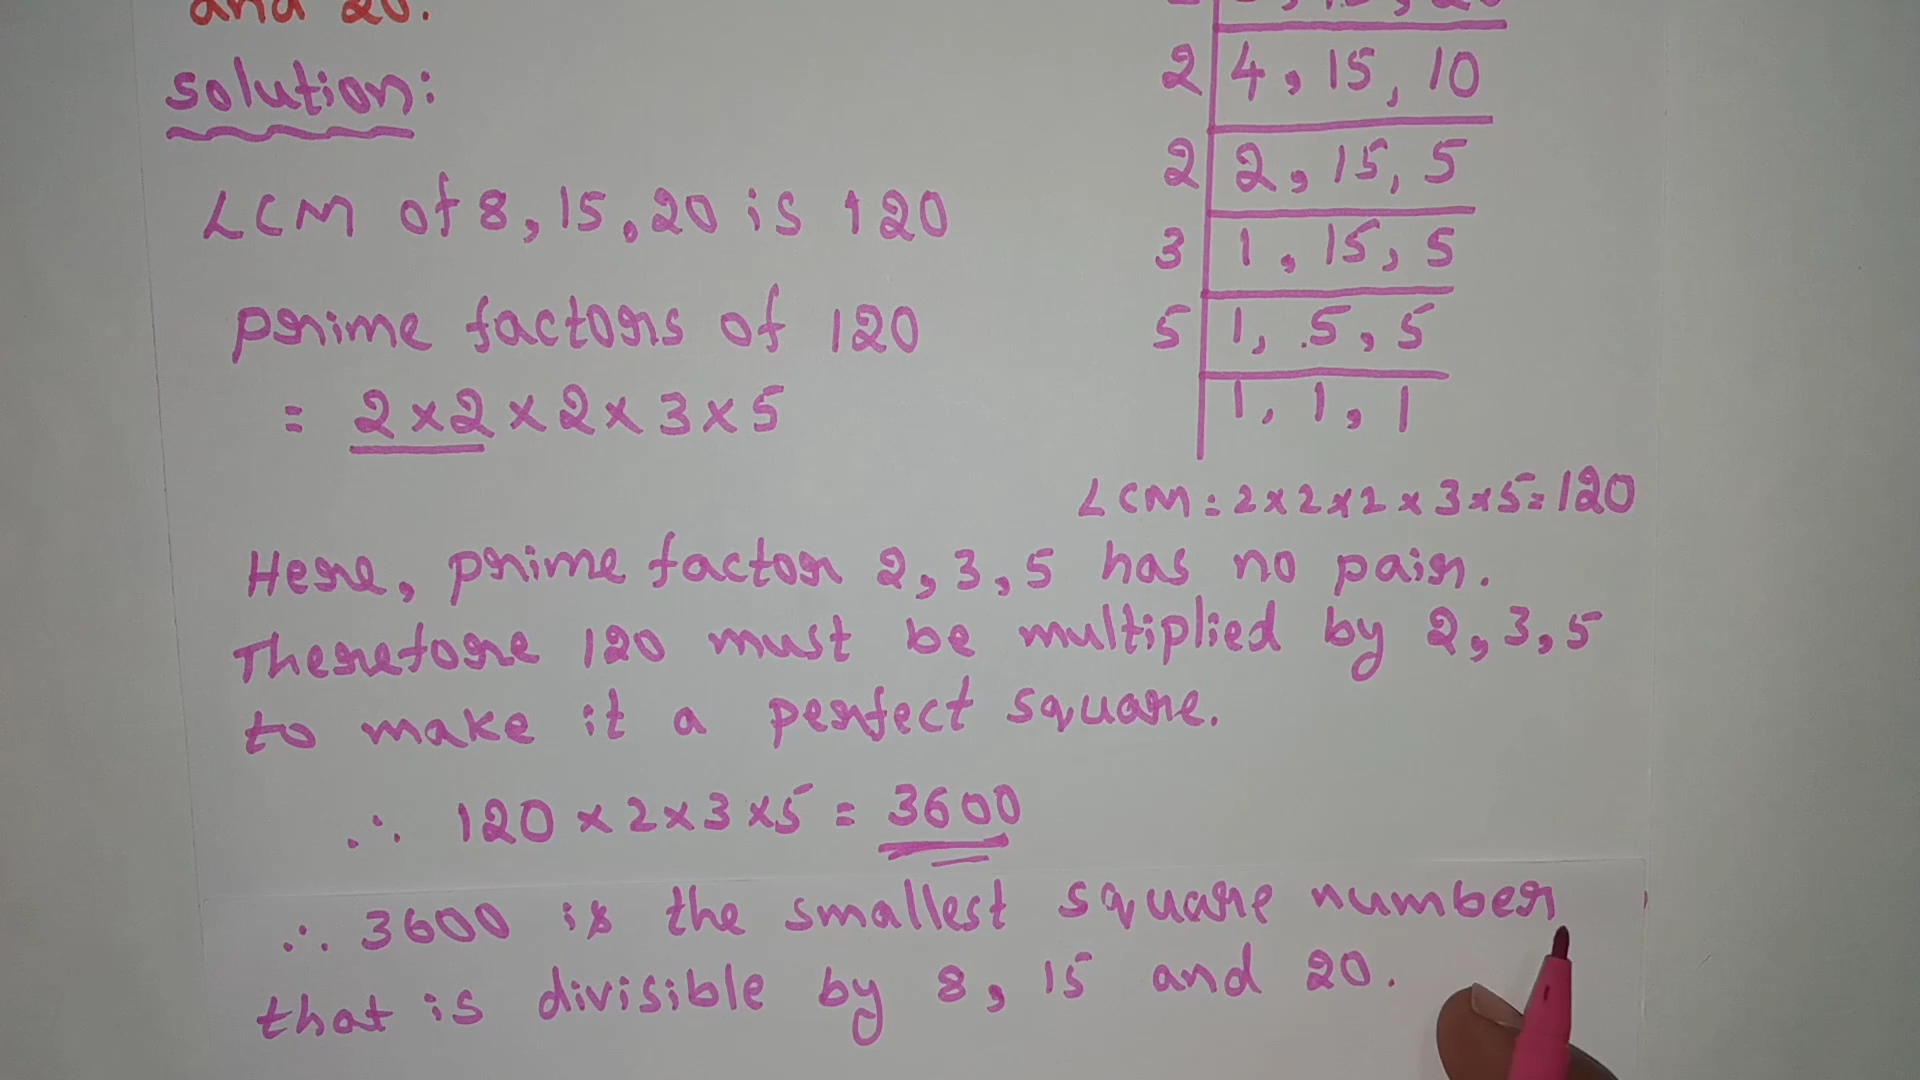 and 20.
solution:
LCM of 8, 15, 20 is 120
prime factors of 120
= 2×2×2×3×5
2 4, 15, 10
2 2, 15, 5
3 1, 15, 5
5 1, 5, 5
1, 1, 1
LCM = 2×2×2×3×5=120
Here, prime factor 2, 3, 5 has no pair.
Therefore 120 must be multiplied by 2, 3, 5
to make it a perfect square.
∴ 120×2×3×5 = 3600
∴ 3600 is the smallest square number
that is divisible by 8, 15 and 20.